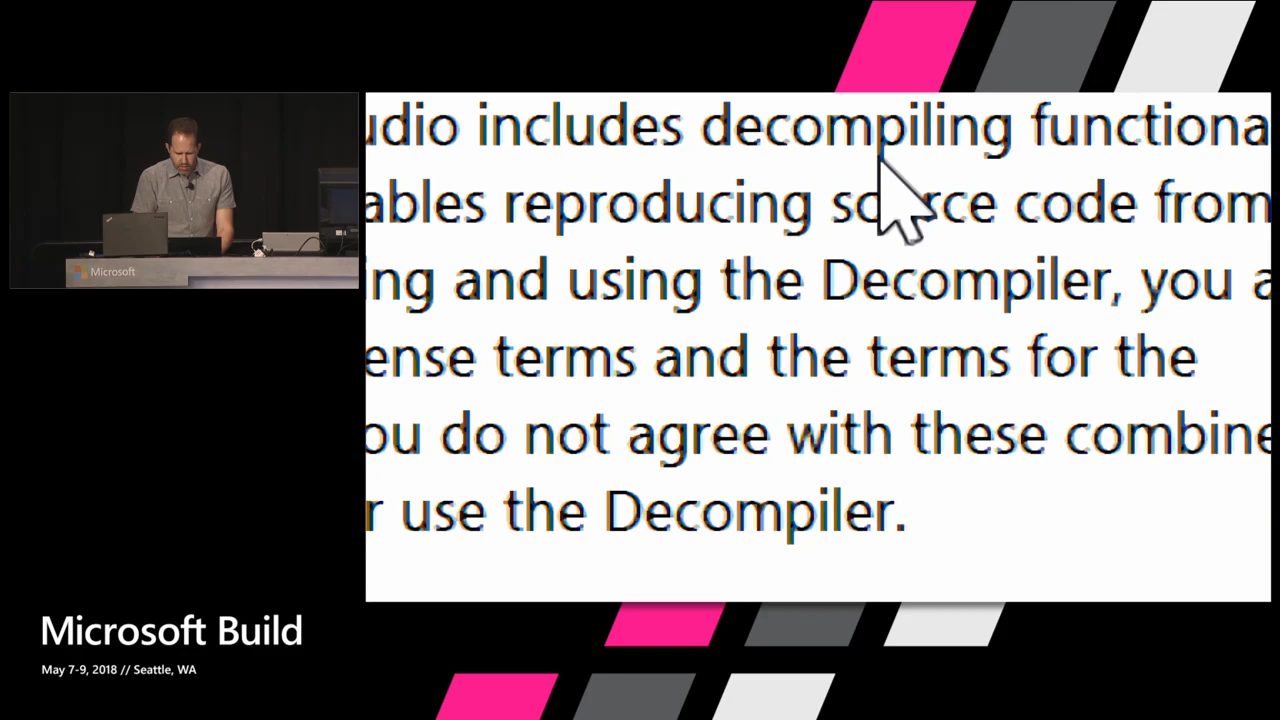 udio includes decompiling functiona
ables reproducing source code from
ing and using the Decompiler, you a
ense terms and the terms for the
ou do not agree with these combine
r use the Decompiler.
Microsoft
Microsoft Build
May 7-9, 2018 // Seattle, WA